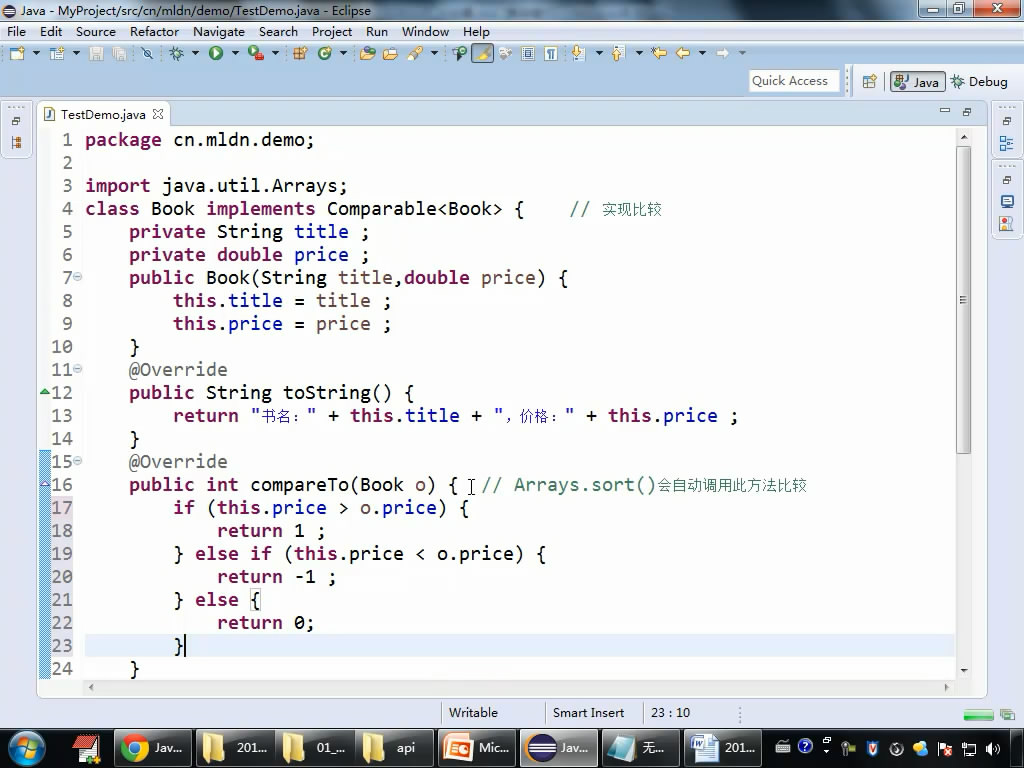 Java - MyProject/src/cn/mldn/demo/TestDemo.java - Eclipse
File Edit Source Refactor Navigate Search Project Run Window Help
Quick Access
Java
Debug
TestDemo.java
1 package cn.mldn.demo;
2
3 import java.util.Arrays;
4 class Book implements Comparable<Book> { // 实现比较
5 private String title ;
6 private double price ;
7 public Book(String title,double price) {
8 this.title = title ;
9 this.price = price ;
10 }
11 @Override
12 public String toString() {
13 return "书名：" + this.title + "，价格：" + this.price ;
14 }
15 @Override
16 public int compareTo(Book o) { // Arrays.sort()会自动调用此方法比较
17 if (this.price > o.price) {
18 return 1 ;
19 } else if (this.price < o.price) {
20 return -1 ;
21 } else {
22 return 0;
23 }
24 }
Writable Smart Insert 23 : 10
Jav... 201... 01_... api Mic... Jav... 无... 201...